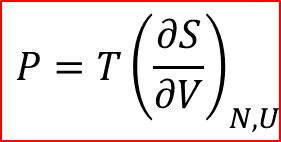 P = T (∂S/∂V)_{N,U}